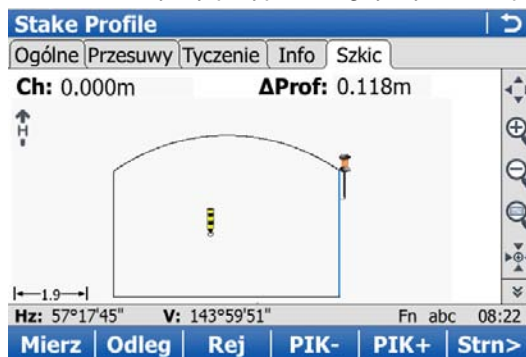 Stake Profile
Ogólne Przesuwy Tyczenie Info Szkic
Ch: 0.000m ΔProf: 0.118m
H
1.9
Hz: 57°17'45" V: 143°59'51" Fn abc 08:22
Mierz Odleg Rej PIK- PIK+ Strn>